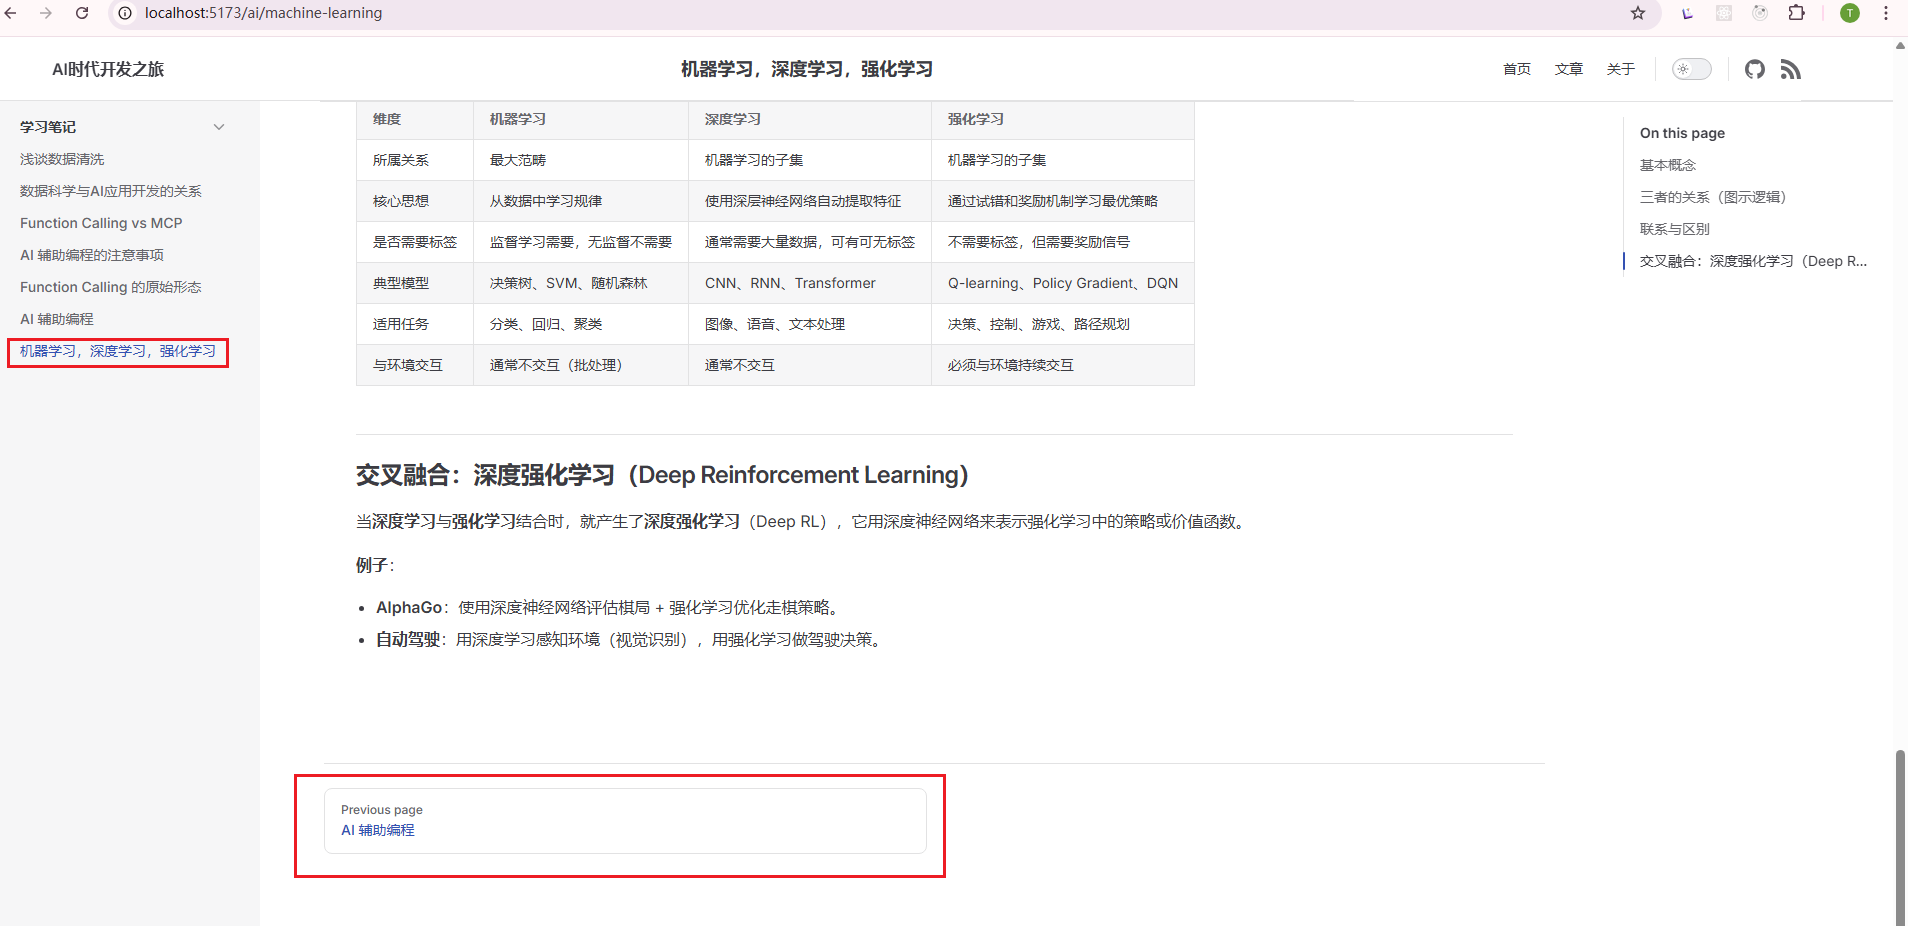 localhost:5173/ai/machine-learning
T
AI时代开发之旅
机器学习，深度学习，强化学习
首页 文章 关于
学习笔记
浅谈数据清洗
数据科学与AI应用开发的关系
Function Calling vs MCP
AI 辅助编程的注意事项
Function Calling 的原始形态
AI 辅助编程
机器学习，深度学习，强化学习
维度 机器学习 深度学习 强化学习
所属关系 最大范畴 机器学习的子集 机器学习的子集
核心思想 从数据中学习规律 使用深层神经网络自动提取特征 通过试错和奖励机制学习最优策略
是否需要标签 监督学习需要，无监督不需要 通常需要大量数据，可有可无标签 不需要标签，但需要奖励信号
典型模型 决策树、SVM、随机森林 CNN、RNN、Transformer Q-learning、Policy Gradient、DQN
适用任务 分类、回归、聚类 图像、语音、文本处理 决策、控制、游戏、路径规划
与环境交互 通常不交互（批处理） 通常不交互 必须与环境持续交互
交叉融合：深度强化学习（Deep Reinforcement Learning）
当深度学习与强化学习结合时，就产生了深度强化学习（Deep RL），它用深度神经网络来表示强化学习中的策略或价值函数。
例子：
• AlphaGo：使用深度神经网络评估棋局 + 强化学习优化走棋策略。
• 自动驾驶：用深度学习感知环境（视觉识别），用强化学习做驾驶决策。
Previous page
AI 辅助编程
On this page
基本概念
三者的关系（图示逻辑）
联系与区别
交叉融合：深度强化学习（Deep R...